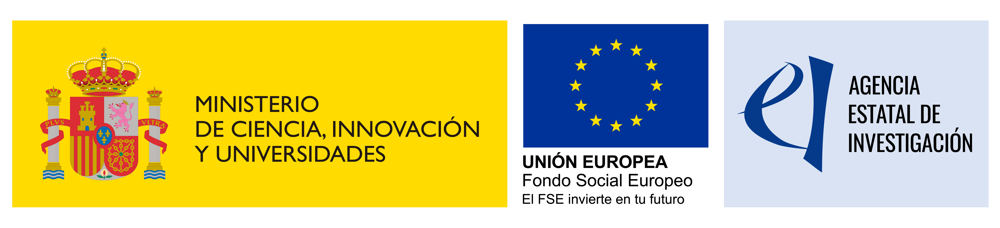 PLVS
VLTRA
MINISTERIO
DE CIENCIA, INNOVACIÓN
Y UNIVERSIDADES
UNIÓN EUROPEA
Fondo Social Europeo
El FSE invierte en tu futuro
AGENCIA
ESTATAL DE
INVESTIGACIÓN